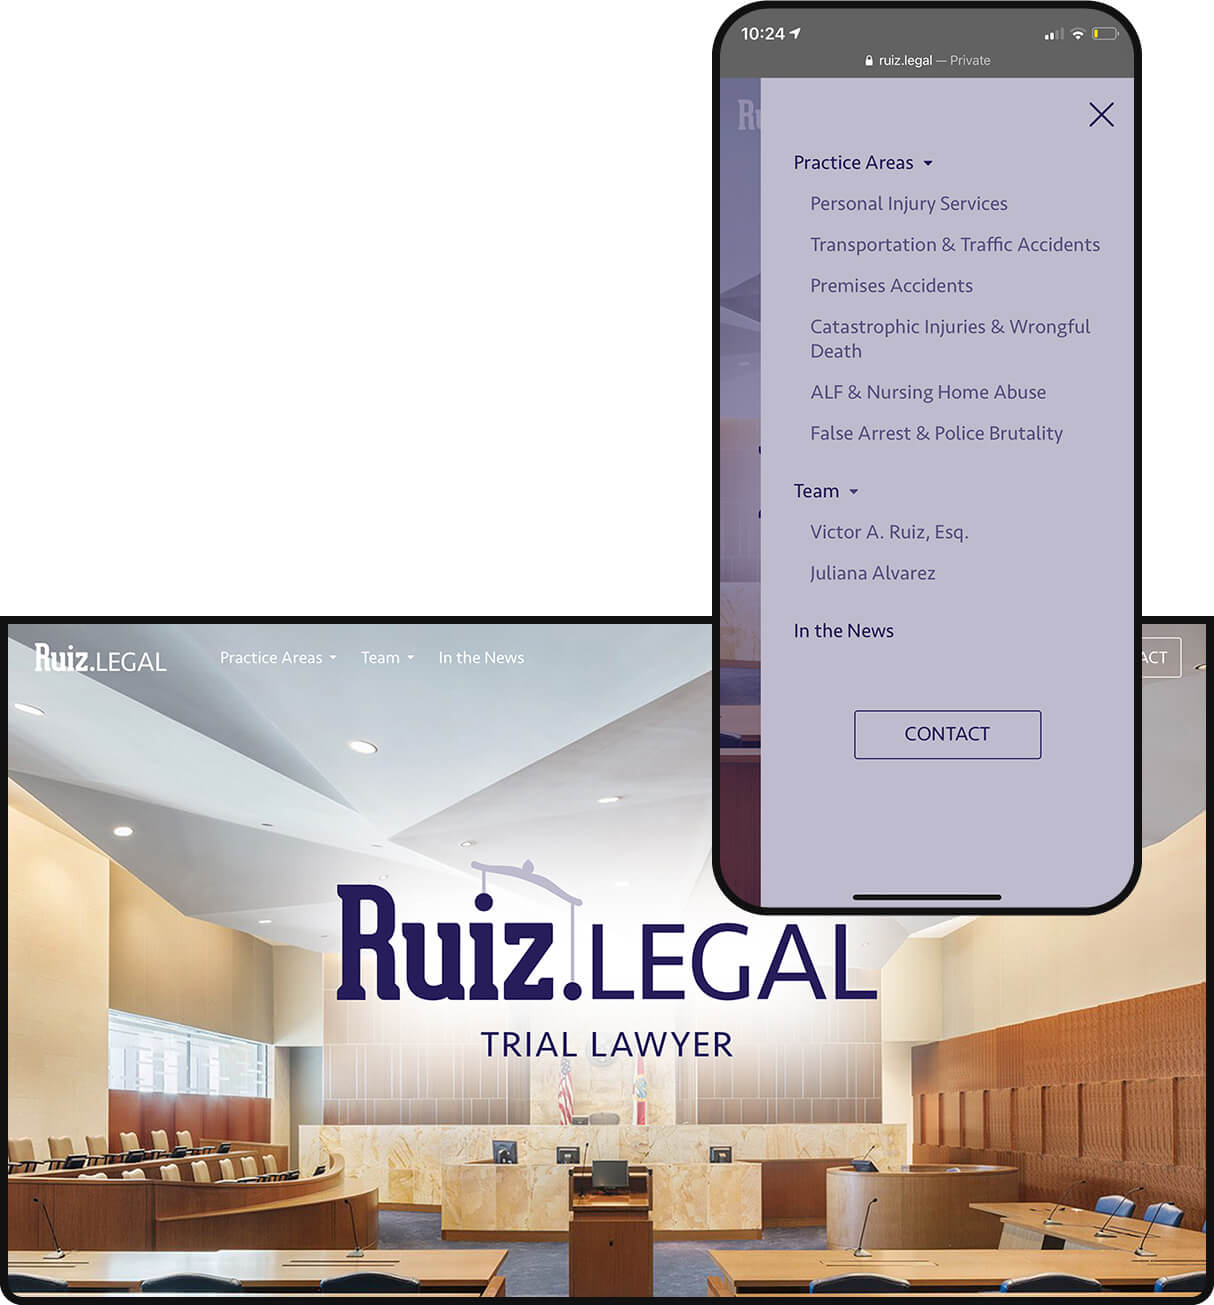 10:24
ruiz.legal — Private
Practice Areas
Personal Injury Services
Transportation & Traffic Accidents
Premises Accidents
Catastrophic Injuries & Wrongful
Death
ALF & Nursing Home Abuse
False Arrest & Police Brutality
Team
Victor A. Ruiz, Esq.
Juliana Alvarez
In the News
CONTACT
Ruiz.LEGAL
Practice Areas
Team
In the News
Ruiz.LEGAL
TRIAL LAWYER